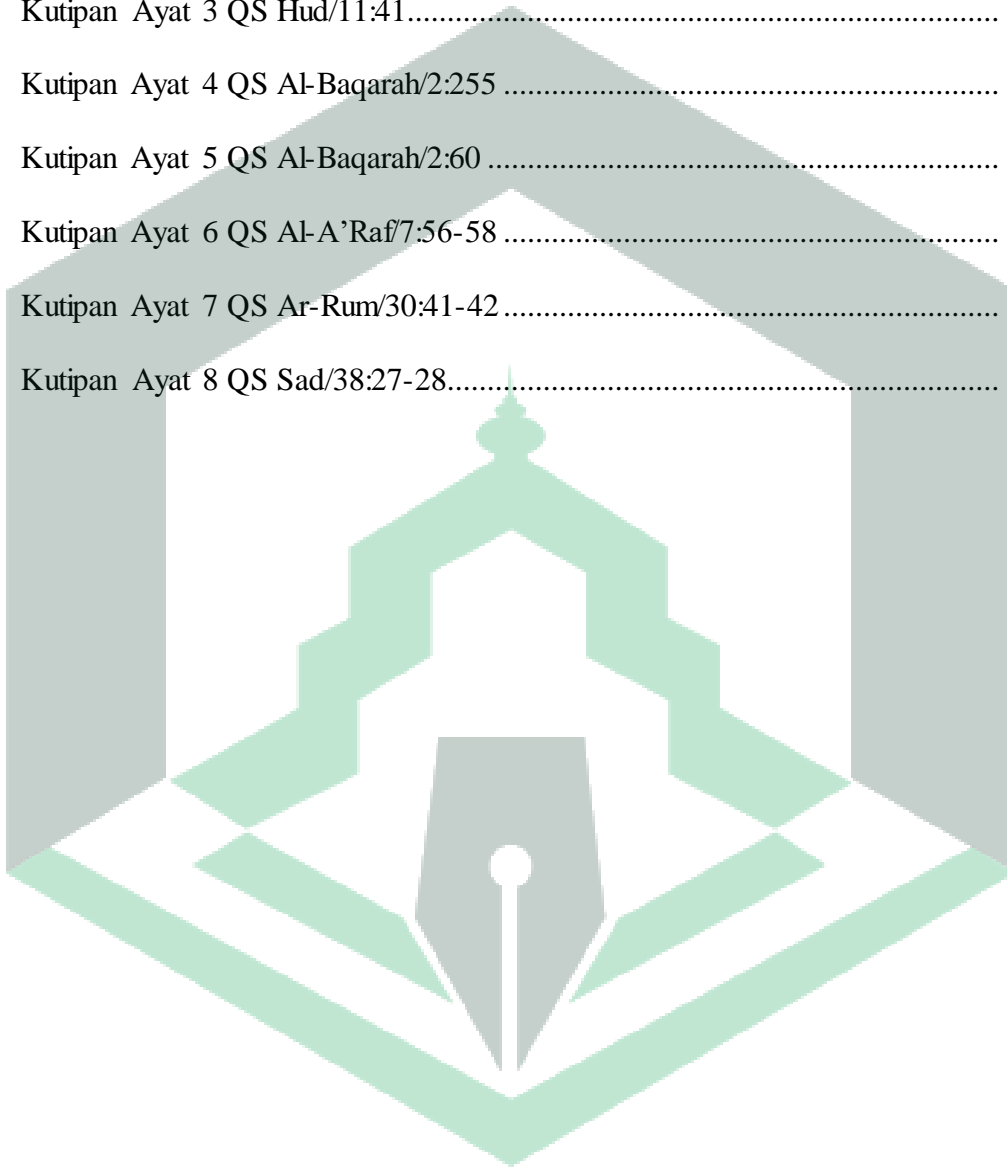 Kutipan Ayat 3 QS Hud/11:41.......................................................................
Kutipan Ayat 4 QS Al-Baqarah/2:255 ............................................................
Kutipan Ayat 5 QS Al-Baqarah/2:60 ..............................................................
Kutipan Ayat 6 QS Al-A’Raf/7:56-58 ............................................................
Kutipan Ayat 7 QS Ar-Rum/30:41-42 ............................................................
Kutipan Ayat 8 QS Sad/38:27-28...................................................................